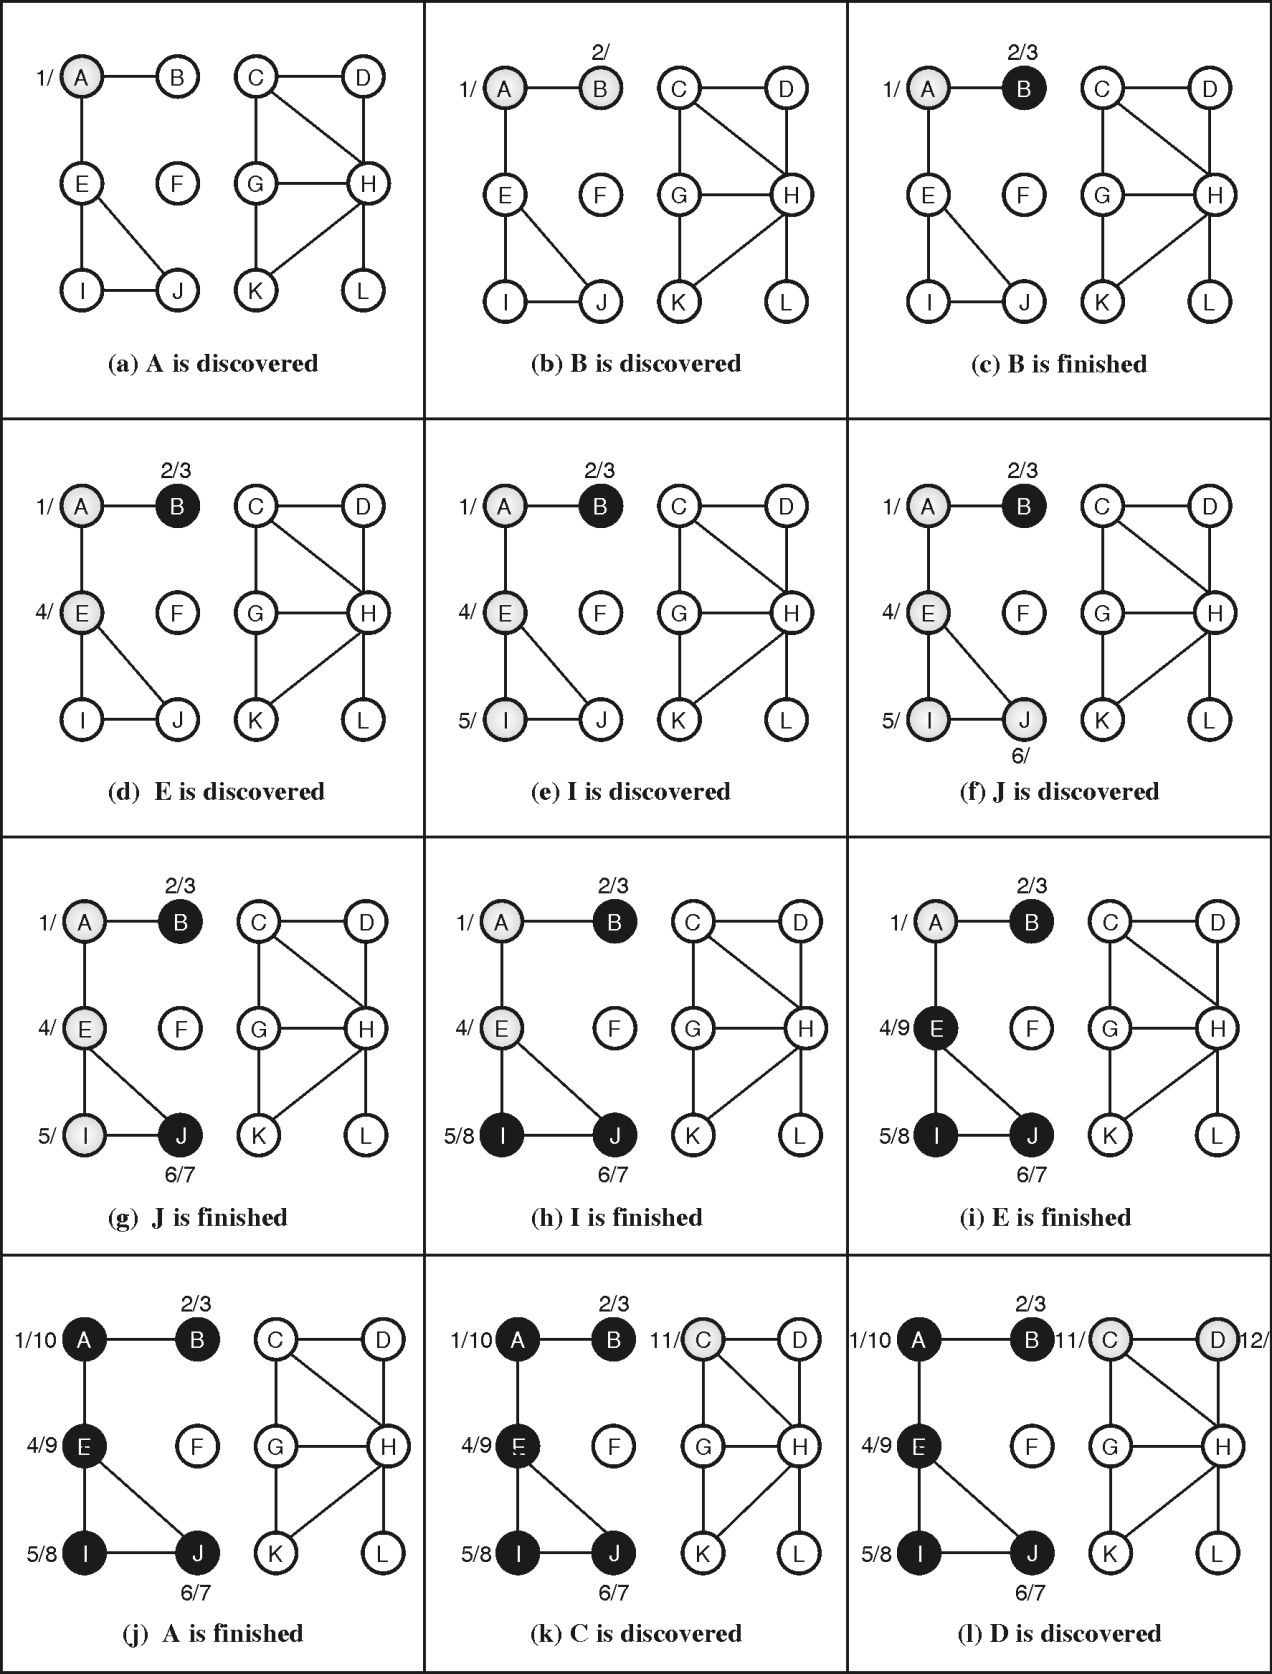 2/
2/3
1/ A B C D
1/ A B C D
1/ A B C D
E F G H
E F G H
E F G H
I J K L
I J K L
I J K L
(a) A is discovered
(b) B is discovered
(c) B is finished
2/3
2/3
2/3
1/ A B C D
1/ A B C D
1/ A B C D
4/ E F G H
4/ E F G H
4/ E F G H
I J K L
5/ I J K L
5/ I J K L
6/
(d) E is discovered
(e) I is discovered
(f) J is discovered
2/3
2/3
2/3
1/ A B C D
1/ A B C D
1/ A B C D
4/ E F G H
4/ E F G H
4/9 E F G H
5/ I J K L
5/8 I J K L
5/8 I J K L
6/7
6/7
6/7
(g) J is finished
(h) I is finished
(i) E is finished
2/3
2/3
2/3
1/10 A B C D
1/10 A B 11/ C D
1/10 A B 11/ C D 12/
4/9 E F G H
4/9 E F G H
4/9 E F G H
5/8 I J K L
5/8 I J K L
5/8 I J K L
6/7
6/7
6/7
(j) A is finished
(k) C is discovered
(l) D is discovered